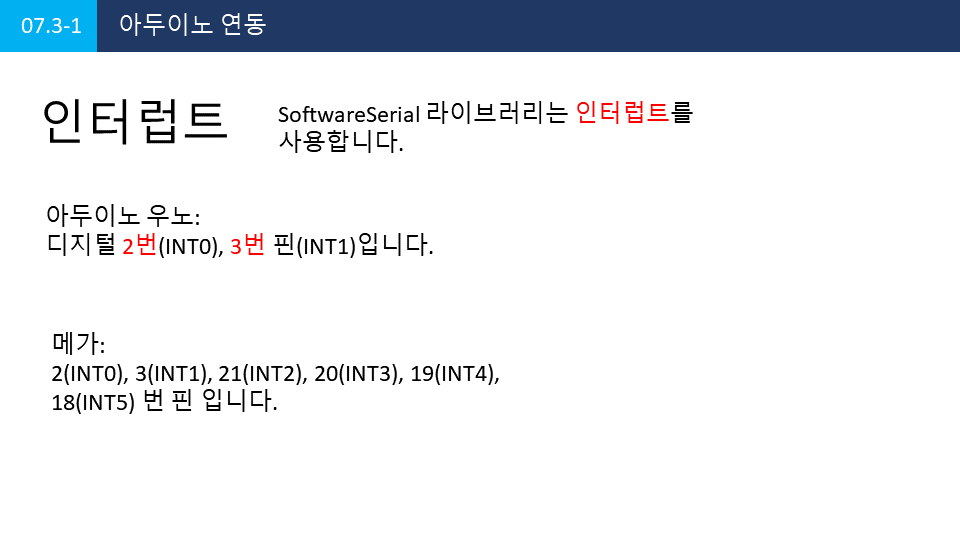 07.3-1 아두이노 연동
인터럽트
SoftwareSerial 라이브러리는 인터럽트를
사용합니다.
아두이노 우노:
디지털 2번(INT0), 3번 핀(INT1)입니다.
메가:
2(INT0), 3(INT1), 21(INT2), 20(INT3), 19(INT4),
18(INT5) 번 핀 입니다.